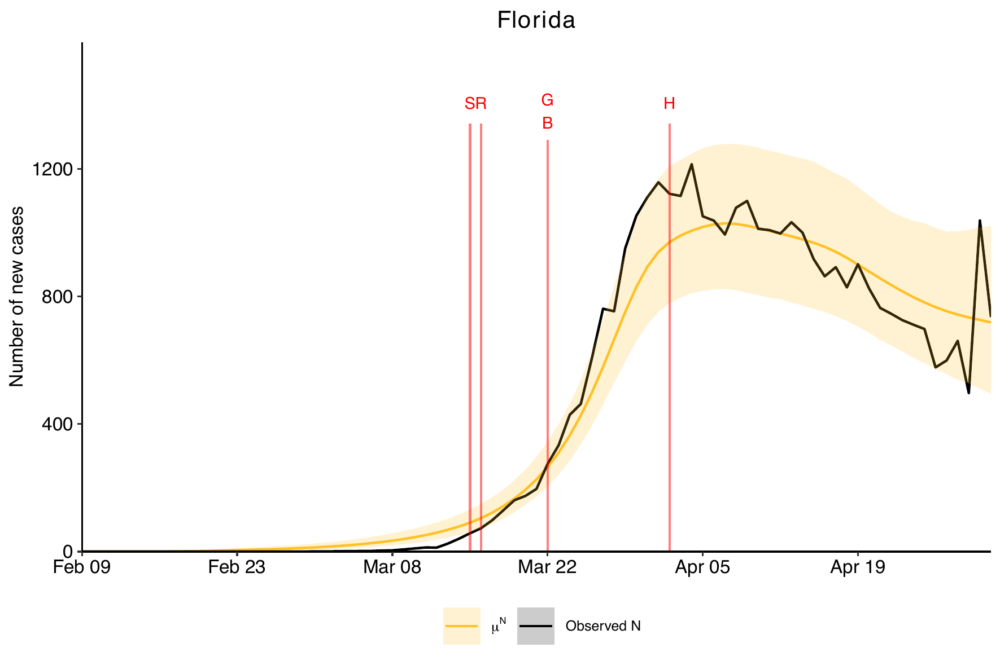 Florida
Number of new cases
1200
800
400
0
SR
G
B
H
Feb 09 Feb 23 Mar 08 Mar 22 Apr 05 Apr 19
μN Observed N